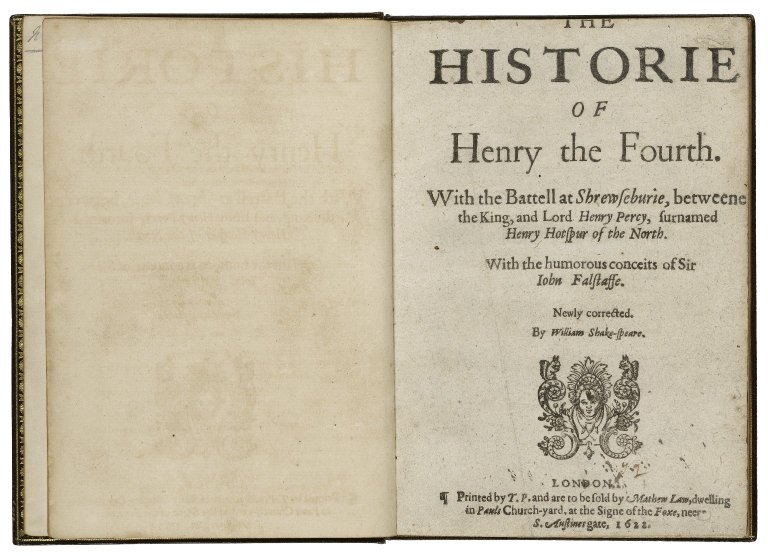 THE
HISTORIE
OF
Henry the Fourth.
With the Battell at Shrewſeburie, betweene
the King, and Lord Henry Percy, ſurnamed
Henry Hotſpur of the North.
With the humorous conceits of Sir
Iohn Falſtaffe.
Newly corrected.
By William Shake-ſpeare.
LONDON,
¶ Printed by T. P. and are to be ſold by Mathew Law, dwelling
in Pauls Church-yard, at the Signe of the Foxe, neer
S. Auſtines gate, 1622.